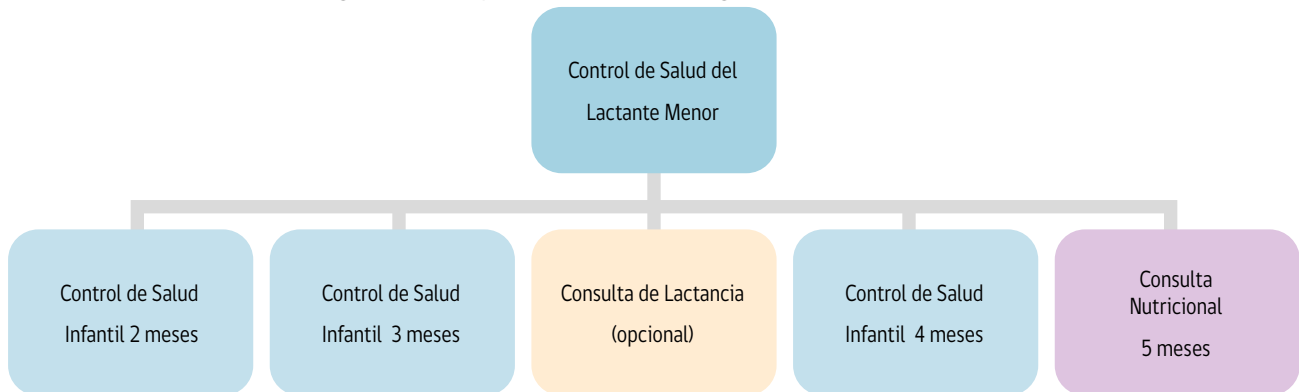 Control de Salud del
Lactante Menor
Control de Salud
Infantil 2 meses
Control de Salud
Infantil 3 meses
Consulta de Lactancia
(opcional)
Control de Salud
Infantil 4 meses
Consulta
Nutricional
5 meses